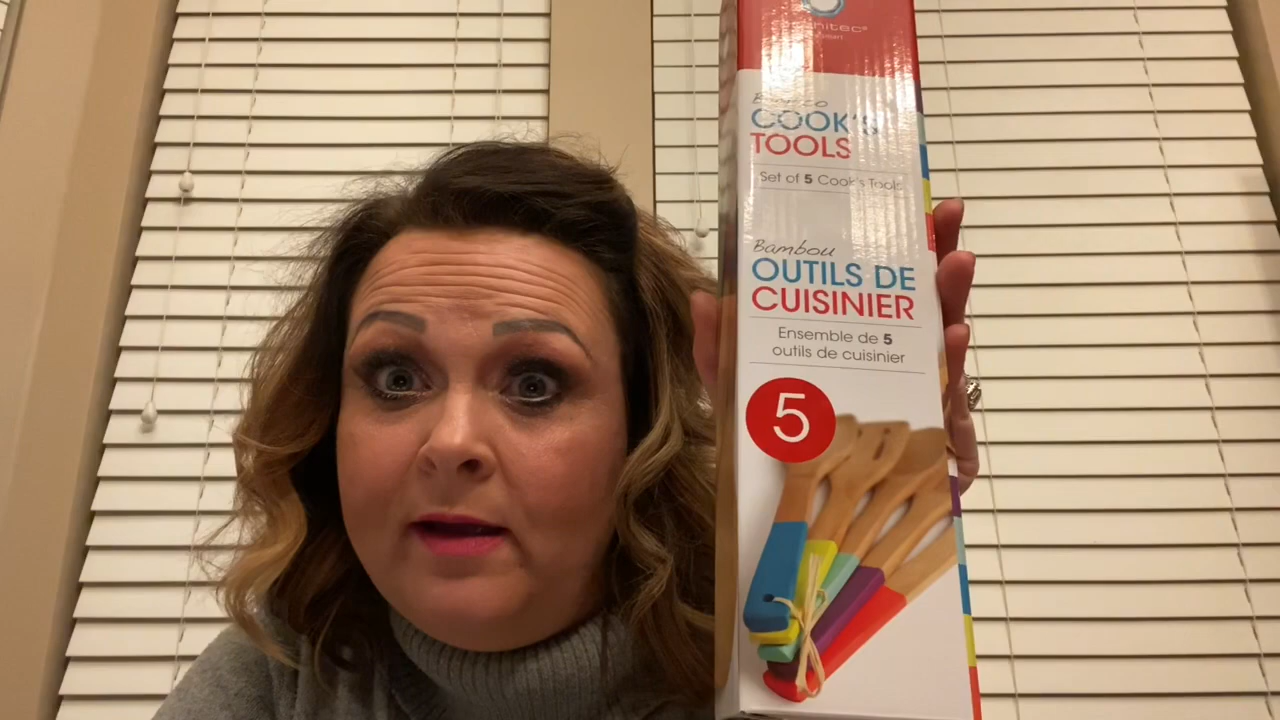 COOK'S
TOOLS
Set of 5 Cook's Tools
Bambou
OUTILS DE
CUISINIER
Ensemble de 5
outils de cuisinier
5